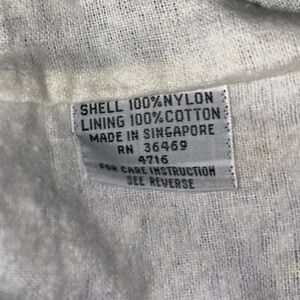 SHELL 100%NYLON
LINING 100%COTTON
MADE IN SINGAPORE
RN 36469
4716
FOR CARE INSTRUCTION
SEE REVERSE